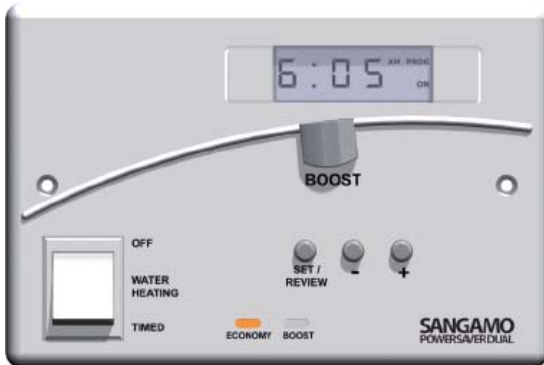 6:05 AM PROG
ON
BOOST
OFF
WATER
HEATING
TIMED
SET /
REVIEW
-
+
ECONOMY
BOOST
SANGAMO
POWERSAVER DUAL